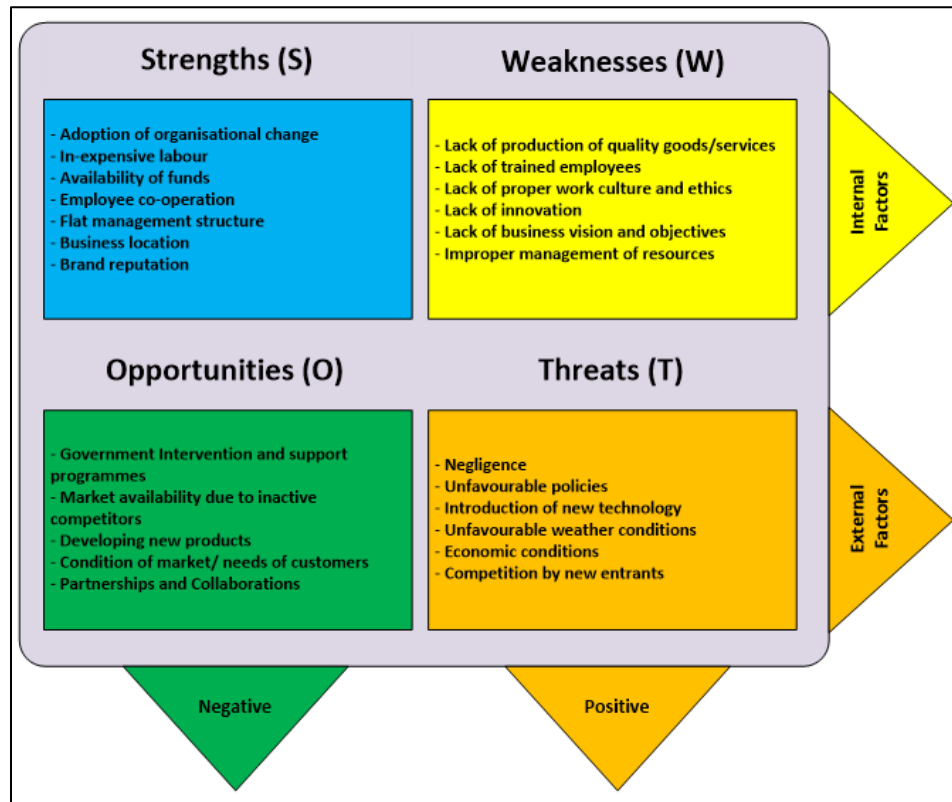 Strengths (S)
- Adoption of organisational change
- In-expensive labour
- Availability of funds
- Employee co-operation
- Flat management structure
- Business location
- Brand reputation
Weaknesses (W)
- Lack of production of quality goods/services
- Lack of trained employees
- Lack of proper work culture and ethics
- Lack of innovation
- Lack of business vision and objectives
- Improper management of resources
Internal
Factors
Opportunities (O)
- Government Intervention and support
programmes
- Market availability due to inactive
competitors
- Developing new products
- Condition of market/ needs of customers
- Partnerships and Collaborations
Threats (T)
- Negligence
- Unfavourable policies
- Introduction of new technology
- Unfavourable weather conditions
- Economic conditions
- Competition by new entrants
External
Factors
Negative
Positive